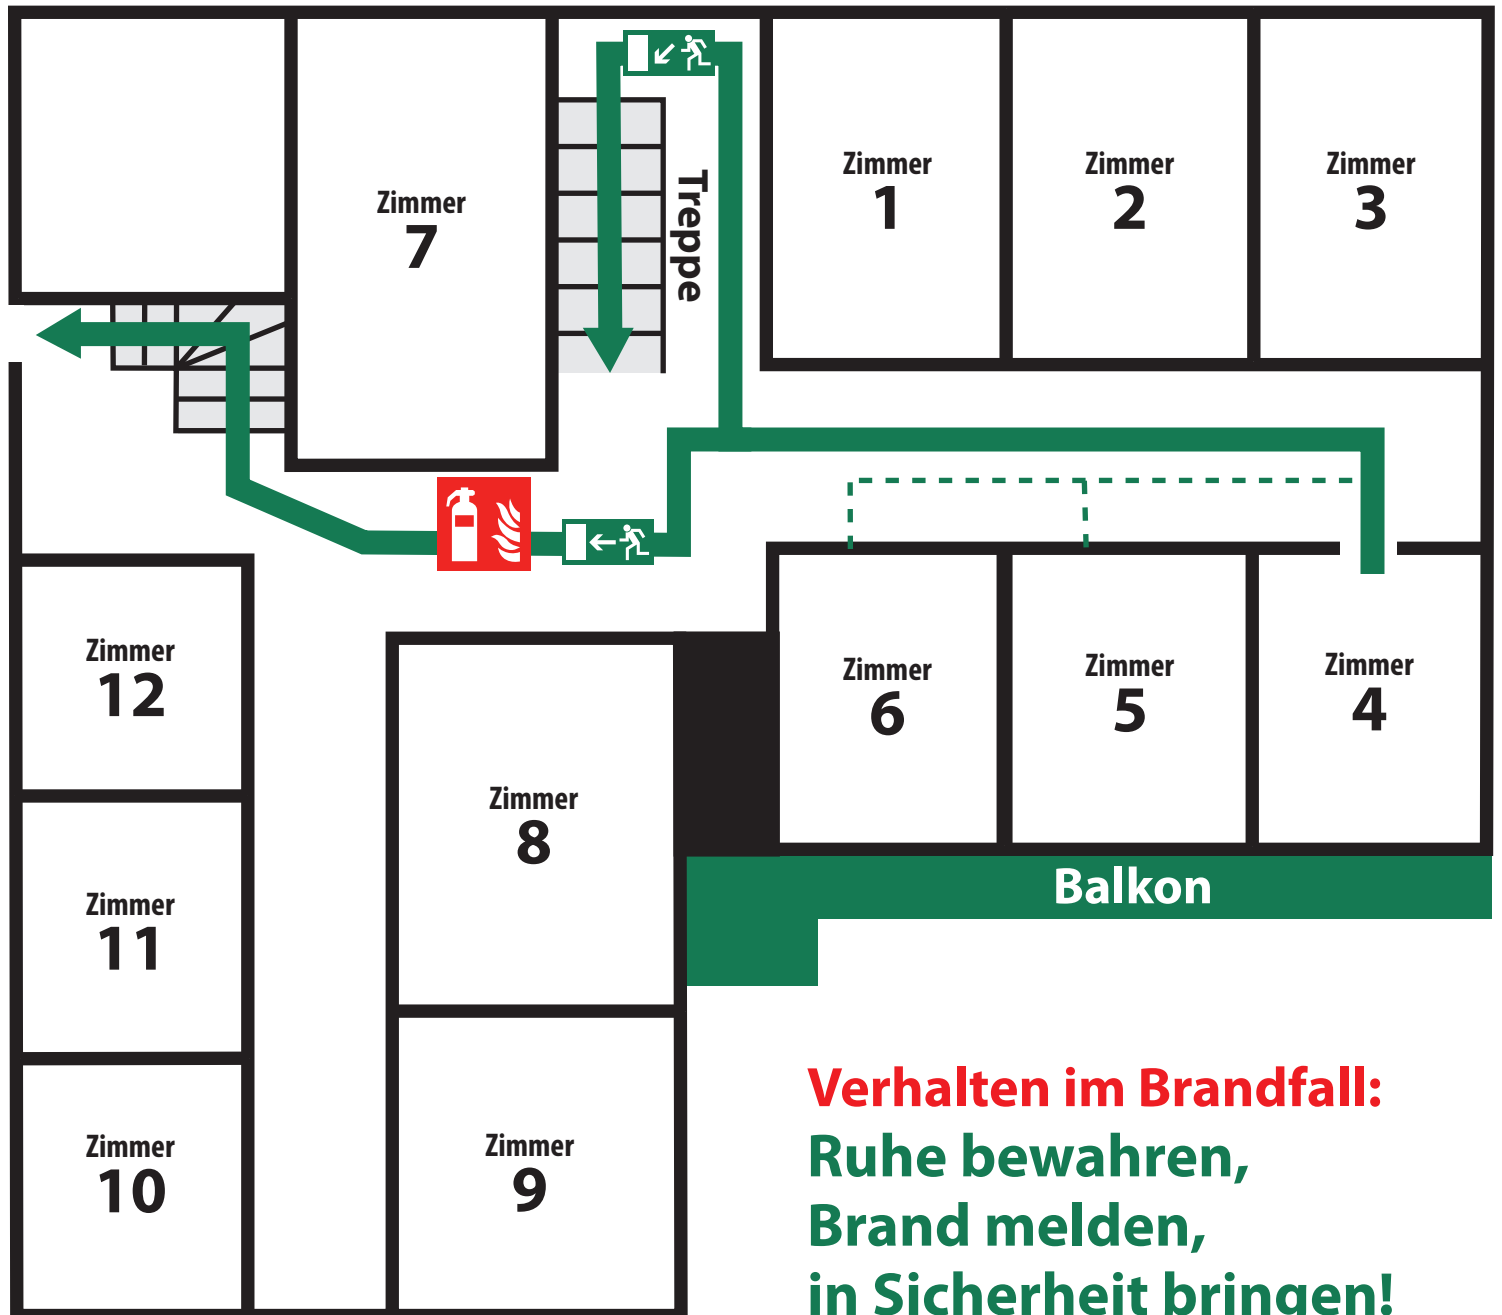 Zimmer
1
Zimmer
2
Zimmer
3
Zimmer
7
Treppe
Zimmer
12
Zimmer
6
Zimmer
5
Zimmer
4
Zimmer
8
Balkon
Zimmer
11
Zimmer
10
Zimmer
9
Verhalten im Brandfall:
Ruhe bewahren,
Brand melden,
in Sicherheit bringen!